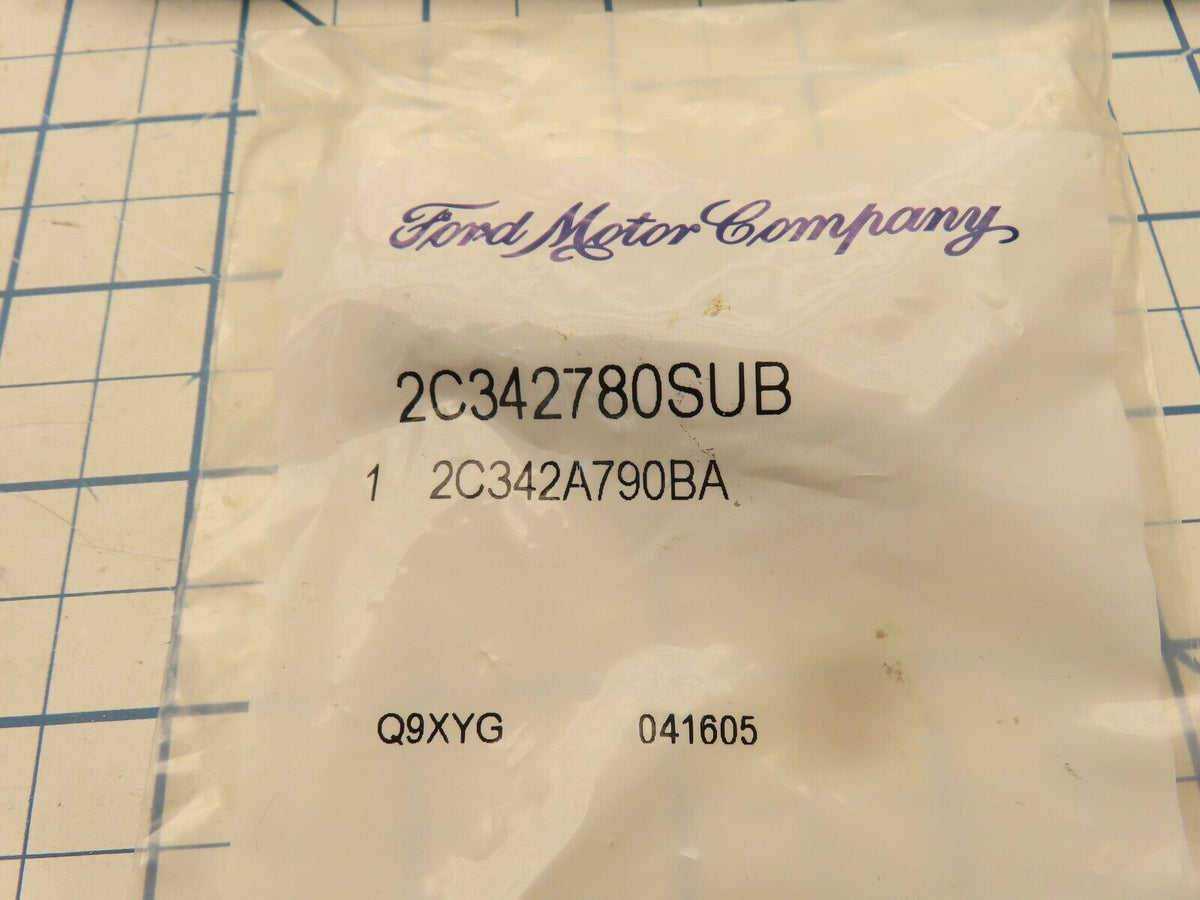 Ford Motor Company
2C342780SUB
1 2C342A790BA
Q9XYG 041605